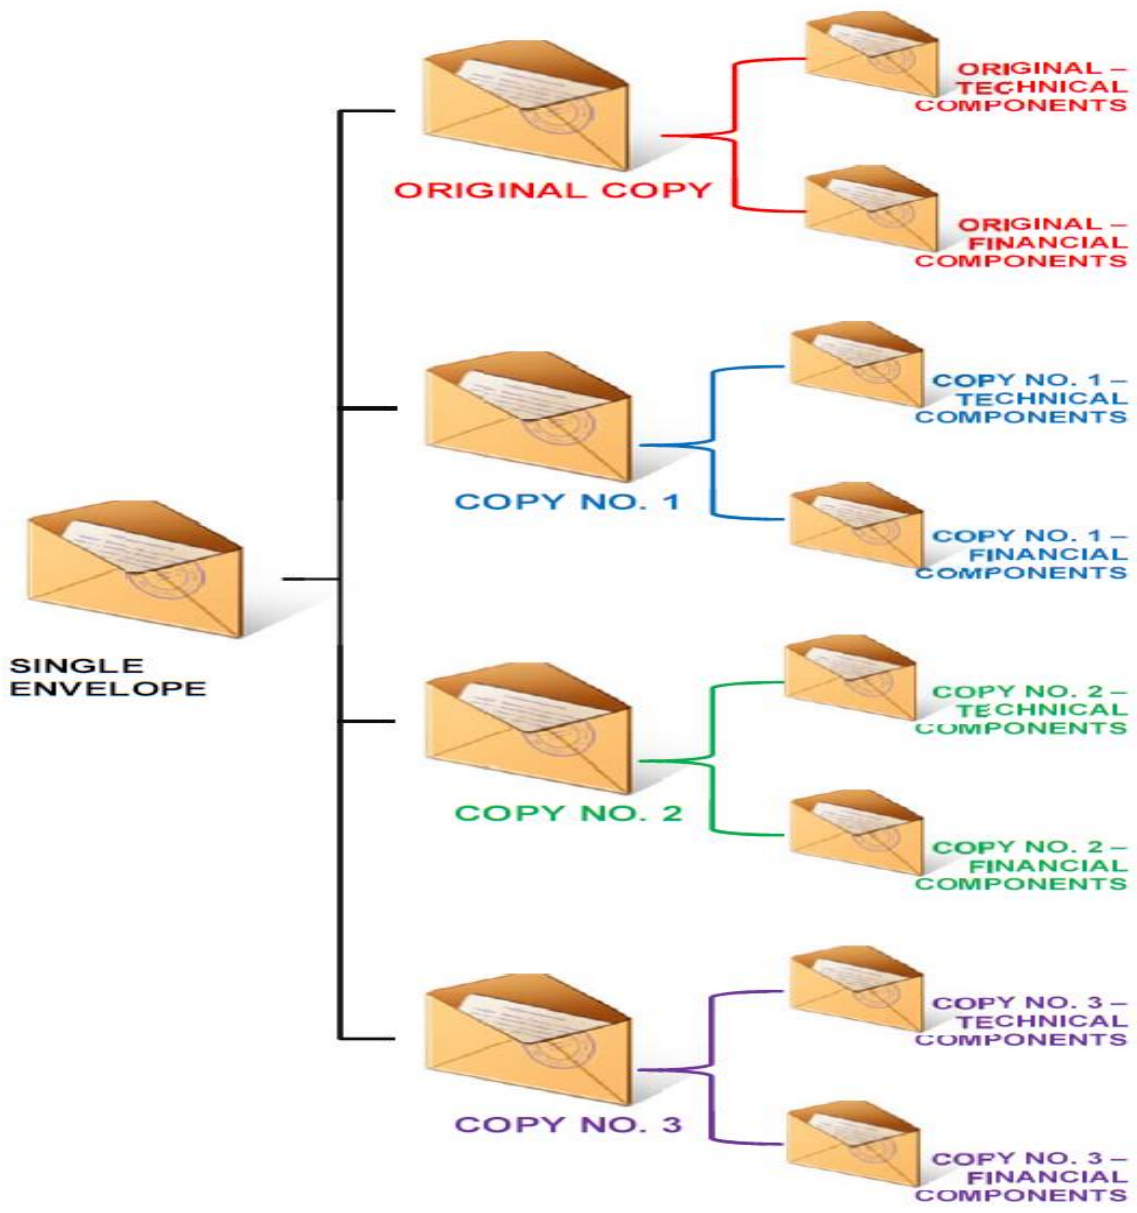 ORIGINAL –
TECHNICAL
COMPONENTS
ORIGINAL COPY
ORIGINAL –
FINANCIAL
COMPONENTS
COPY NO. 1 –
TECHNICAL
COMPONENTS
COPY NO. 1
COPY NO. 1 –
FINANCIAL
COMPONENTS
SINGLE
ENVELOPE
COPY NO. 2 –
TECHNICAL
COMPONENTS
COPY NO. 2
COPY NO. 2 –
FINANCIAL
COMPONENTS
COPY NO. 3 –
TECHNICAL
COMPONENTS
COPY NO. 3
COPY NO. 3 –
FINANCIAL
COMPONENTS